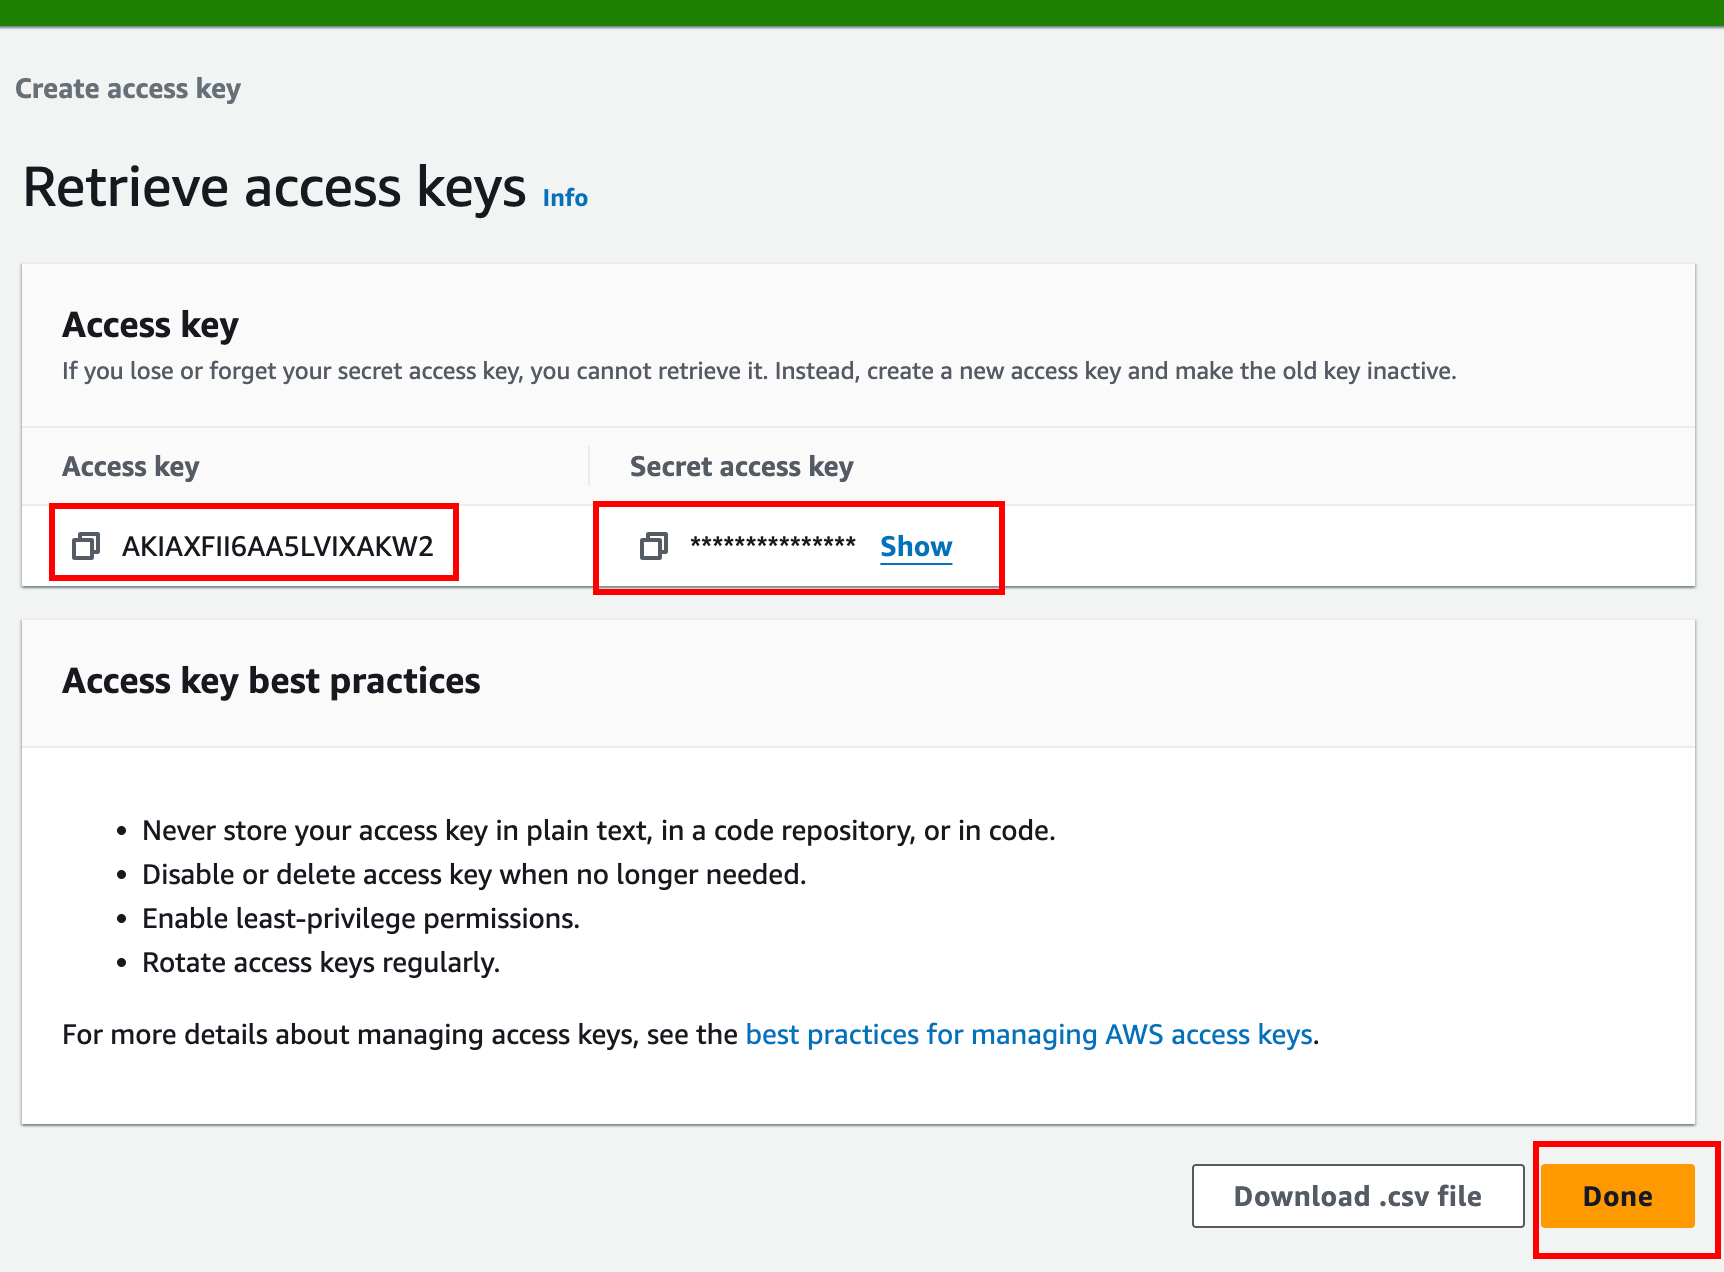 Create access key
Retrieve access keys Info
Access key
If you lose or forget your secret access key, you cannot retrieve it. Instead, create a new access key and make the old key inactive.
Access key Secret access key
AKIAXFII6AA5LVIXAKW2 *************** Show
Access key best practices
• Never store your access key in plain text, in a code repository, or in code.
• Disable or delete access key when no longer needed.
• Enable least-privilege permissions.
• Rotate access keys regularly.
For more details about managing access keys, see the best practices for managing AWS access keys.
Download .csv file Done